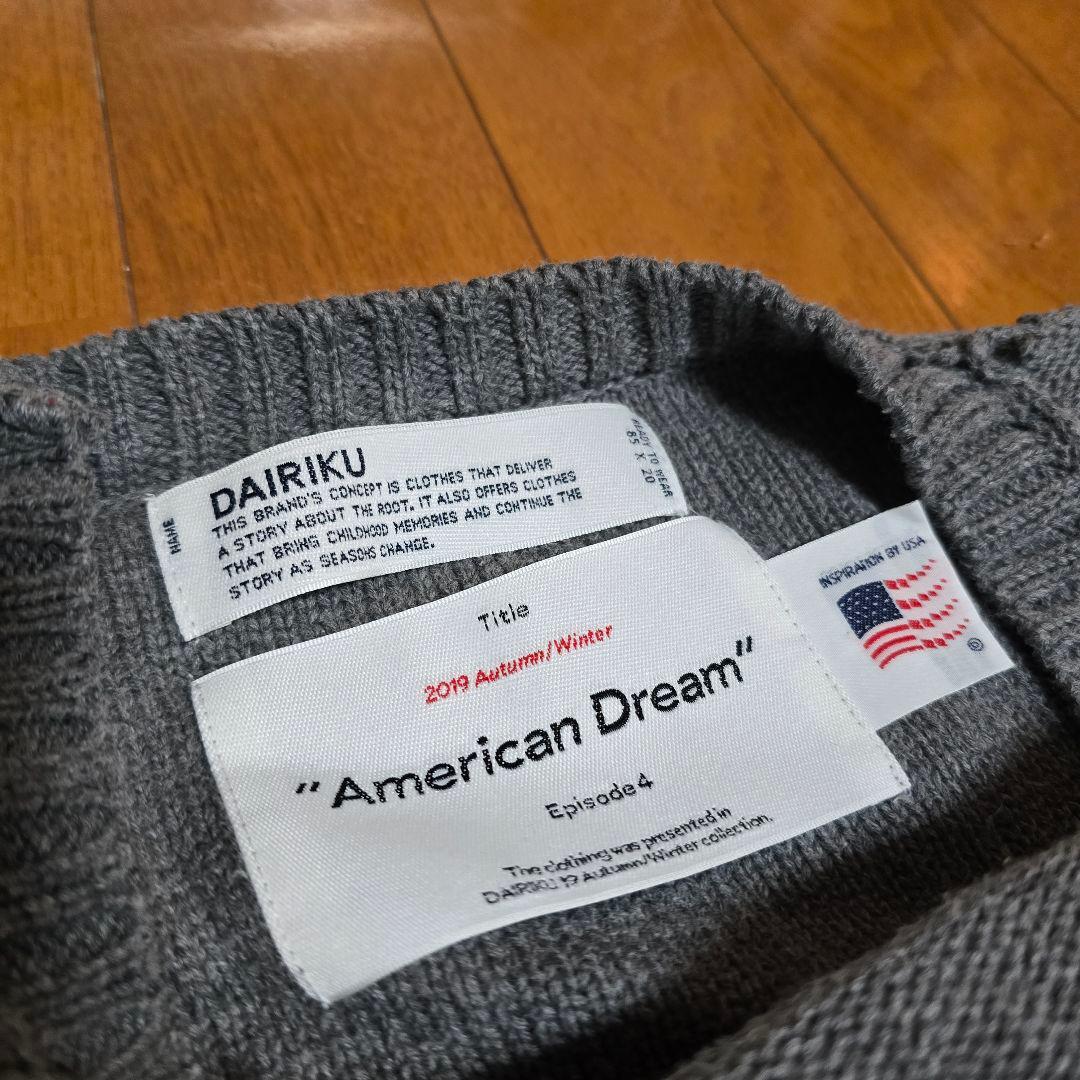 DAIRIKU
THIS BRAND'S CONCEPT IS CLOTHES THAT DELIVER
A STORY ABOUT THE ROOT. IT ALSO OFFERS CLOTHES
THAT BRING CHILDHOOD MEMORIES AND CONTINUE THE
STORY AS SEASONS CHANGE.
NAME
READY TO WEAR
85 X 20
INSPIRATION BY USA
®
Title
2019 Autumn/Winter
"American Dream"
Episode 4
The clothing was presented in
DAIRIKU 19 Autumn/Winter collection.